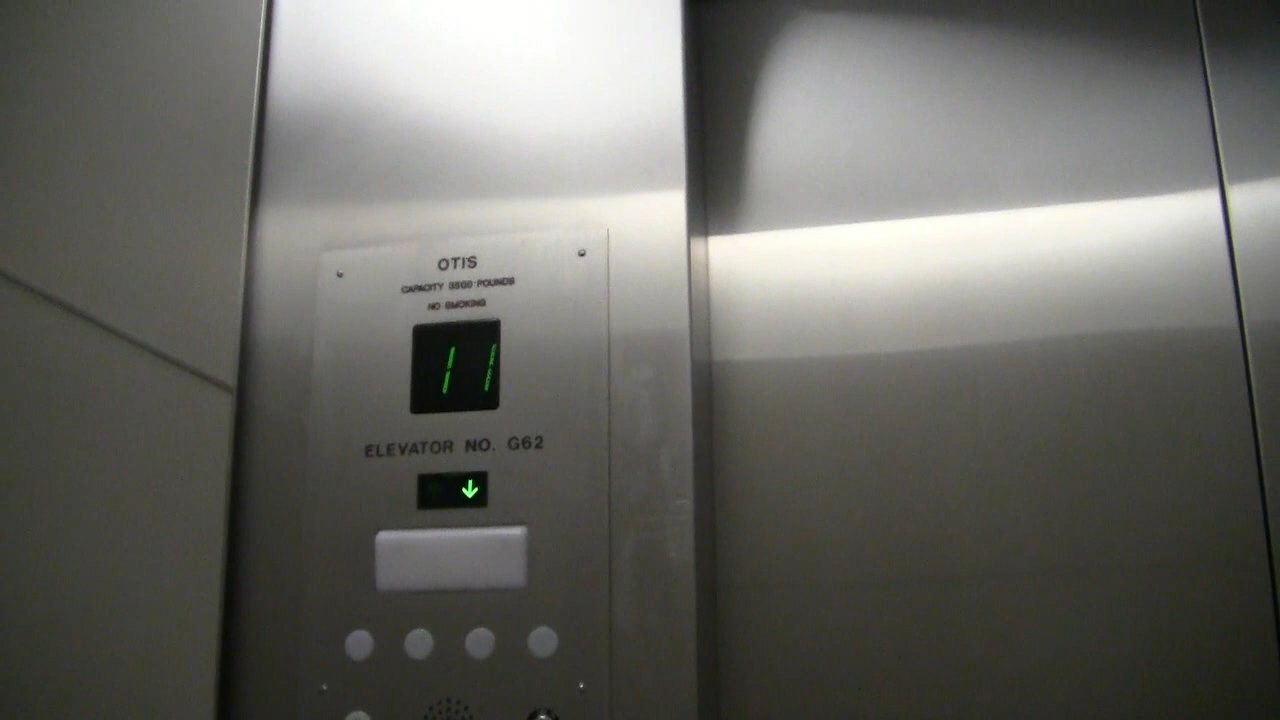 OTIS
CAPACITY 3500 POUNDS
NO SMOKING
11
ELEVATOR NO. G62
↓